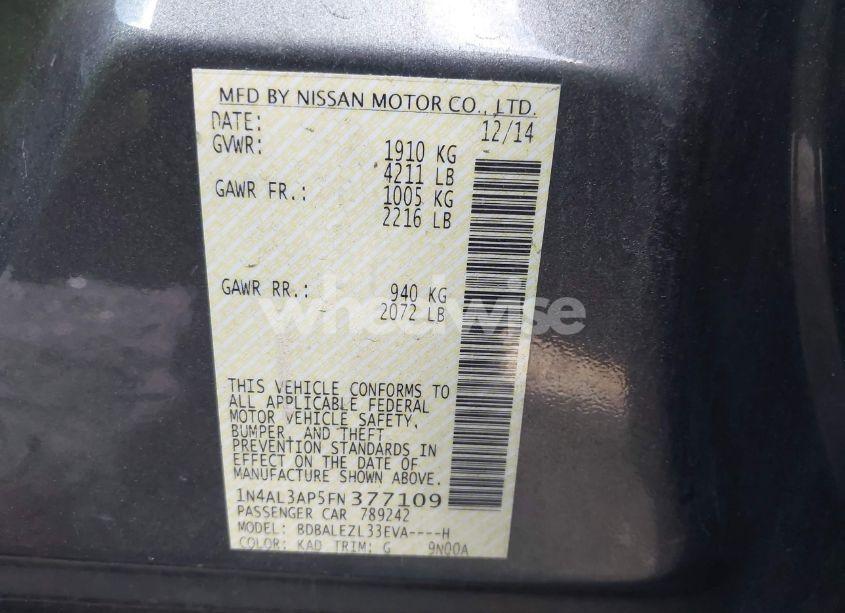 MFD BY NISSAN MOTOR CO., LTD.
DATE: 12/14
GVWR: 1910 KG
4211 LB
GAWR FR.: 1005 KG
2216 LB
GAWR RR.: 940 KG
2072 LB
wheelwise
THIS VEHICLE CONFORMS TO
ALL APPLICABLE FEDERAL
MOTOR VEHICLE SAFETY,
BUMPER, AND THEFT
PREVENTION STANDARDS IN
EFFECT ON THE DATE OF
MANUFACTURE SHOWN ABOVE.
1N4AL3AP5FN377109
PASSENGER CAR 789242
MODEL: BDBALEZL33EVA----H
COLOR: KAD TRIM: G 9N00A